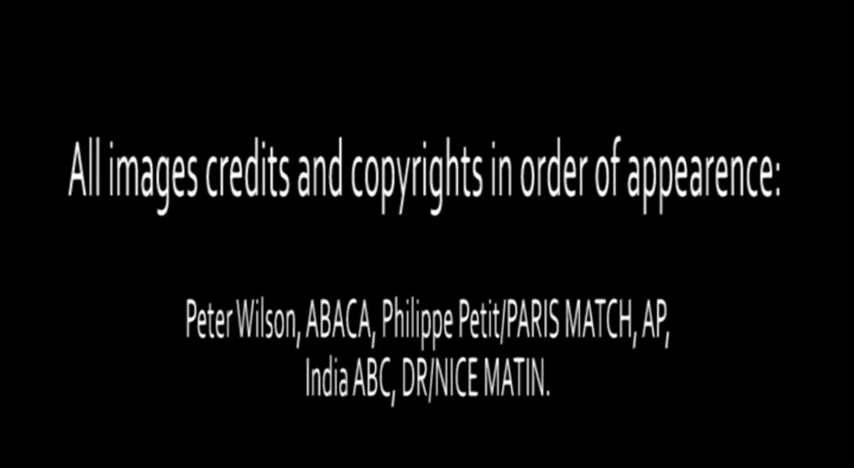 All images credits and copyrights in order of appearence:
Peter Wilson, ABACA, Philippe Petit/PARIS MATCH, AP,
India ABC, DR/NICE MATIN.